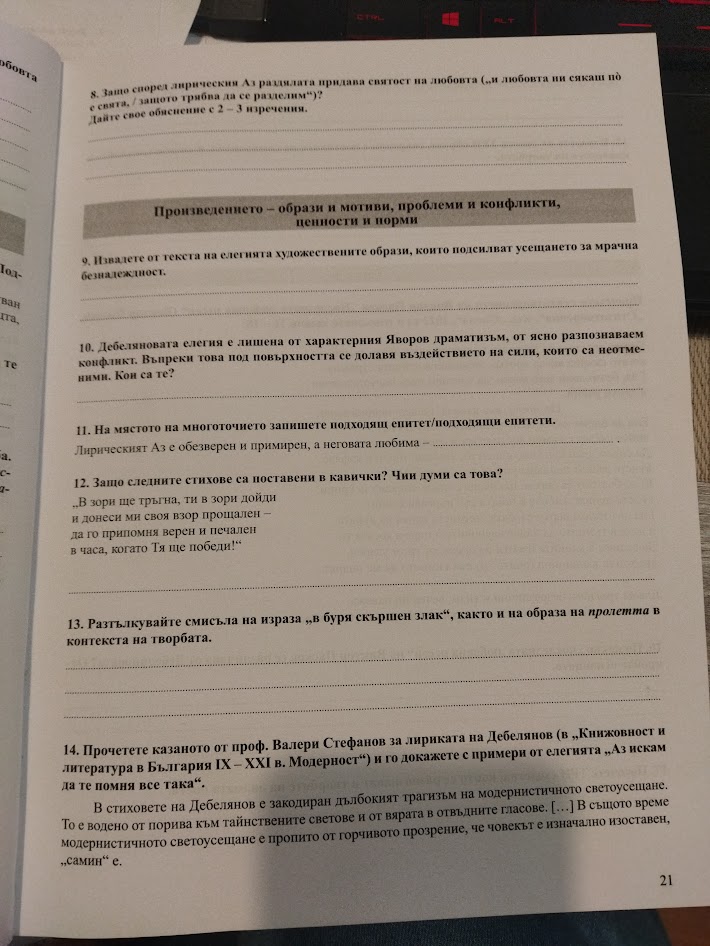 CTRL
ALT
юбовта
8. Защо според лирическия Аз раздялата придава святост на любовта („и любовта ни сякаш по̀
е свята, / защото трябва да се разделим“)?
Дайте свое обяснение с 2 – 3 изречения.
Произведението – образи и мотиви, проблеми и конфликти,
ценности и норми
Под-
9. Извадете от текста на елегията художествените образи, които подсилват усещането за мрачна
безнадеждност.
10. Дебеляновата елегия е лишена от характерния Яворов драматизъм, от ясно разпознаваем
конфликт. Въпреки това под повърхността се долавя въздействието на сили, които са неотме-
ними. Кои са те?
те
11. На мястото на многоточието запишете подходящ епитет/подходящи епитети.
Лирическият Аз е обезверен и примирен, а неговата любима – .
12. Защо следните стихове са поставени в кавички? Чии думи са това?
„В зори ще тръгна, ти в зори дойди
и донеси ми своя взор прощален –
да го припомня верен и печален
в часа, когато Тя ще победи!“
13. Разтълкувайте смисъла на израза „в буря скършен злак“, както и на образа на пролетта в
контекста на творбата.
14. Прочетете казаното от проф. Валери Стефанов за лириката на Дебелянов (в „Книжовност и
литература в България IX – XXI в. Модерност“) и го докажете с примери от елегията „Аз искам
да те помня все така“.
В стиховете на Дебелянов е закодиран дълбокият трагизъм на модернистичното светоусещане.
То е водено от порива към тайнствените светове и от вярата в отвъдните гласове. […] В същото време
модернистичното светоусещане е пропито от горчивото прозрение, че човекът е изначално изоставен,
„самин“ е.
21